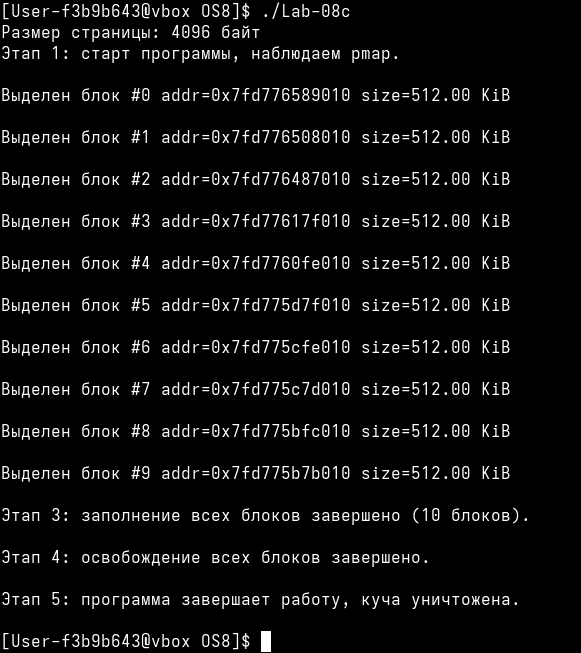 [User-f3b9b643@vbox OS8]$ ./Lab-08c
Размер страницы: 4096 байт
Этап 1: старт программы, наблюдаем pmap.
Выделен блок #0 addr=0x7fd776589010 size=512.00 KiB
Выделен блок #1 addr=0x7fd776508010 size=512.00 KiB
Выделен блок #2 addr=0x7fd776487010 size=512.00 KiB
Выделен блок #3 addr=0x7fd77617f010 size=512.00 KiB
Выделен блок #4 addr=0x7fd7760fe010 size=512.00 KiB
Выделен блок #5 addr=0x7fd775d7f010 size=512.00 KiB
Выделен блок #6 addr=0x7fd775cfe010 size=512.00 KiB
Выделен блок #7 addr=0x7fd775c7d010 size=512.00 KiB
Выделен блок #8 addr=0x7fd775bfc010 size=512.00 KiB
Выделен блок #9 addr=0x7fd775b7b010 size=512.00 KiB
Этап 3: заполнение всех блоков завершено (10 блоков).
Этап 4: освобождение всех блоков завершено.
Этап 5: программа завершает работу, куча уничтожена.
[User-f3b9b643@vbox OS8]$